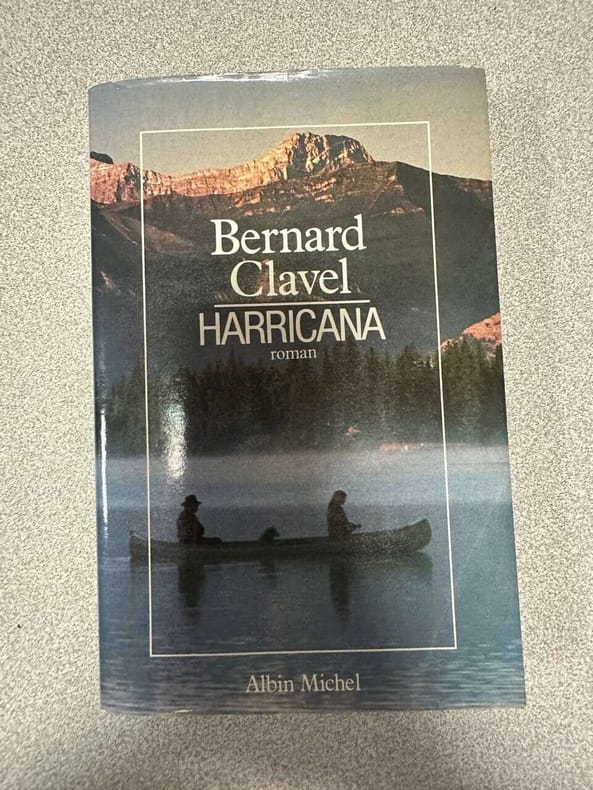 Bernard
Clavel
HARRICANA
roman
Albin Michel